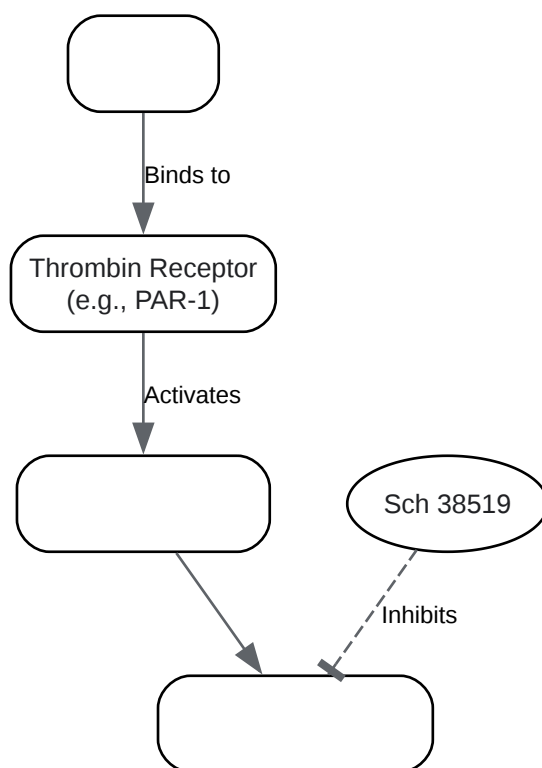 Binds to
Thrombin Receptor
(e.g., PAR-1)
Activates
Sch 38519
Inhibits